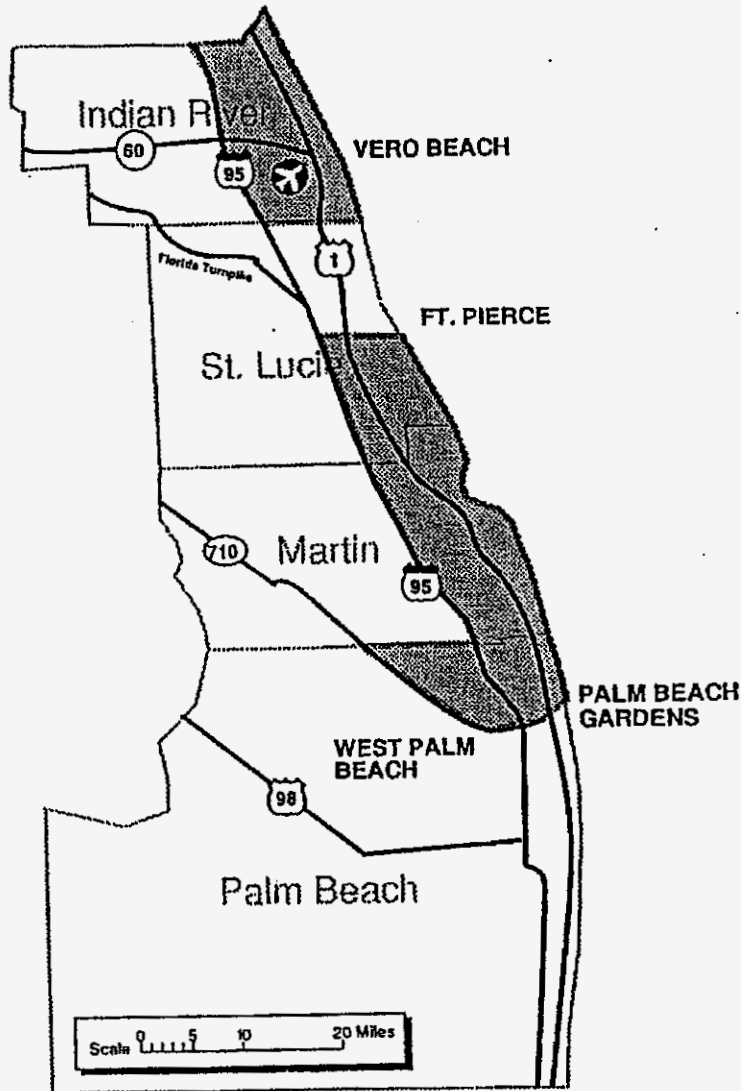 Indian River
60
95
VERO BEACH
1
Florida Turnpike
FT. PIERCE
St. Lucie
710
Martin
95
PALM BEACH
GARDENS
WEST PALM
BEACH
98
Palm Beach
Scale 0 5 10 20 Miles